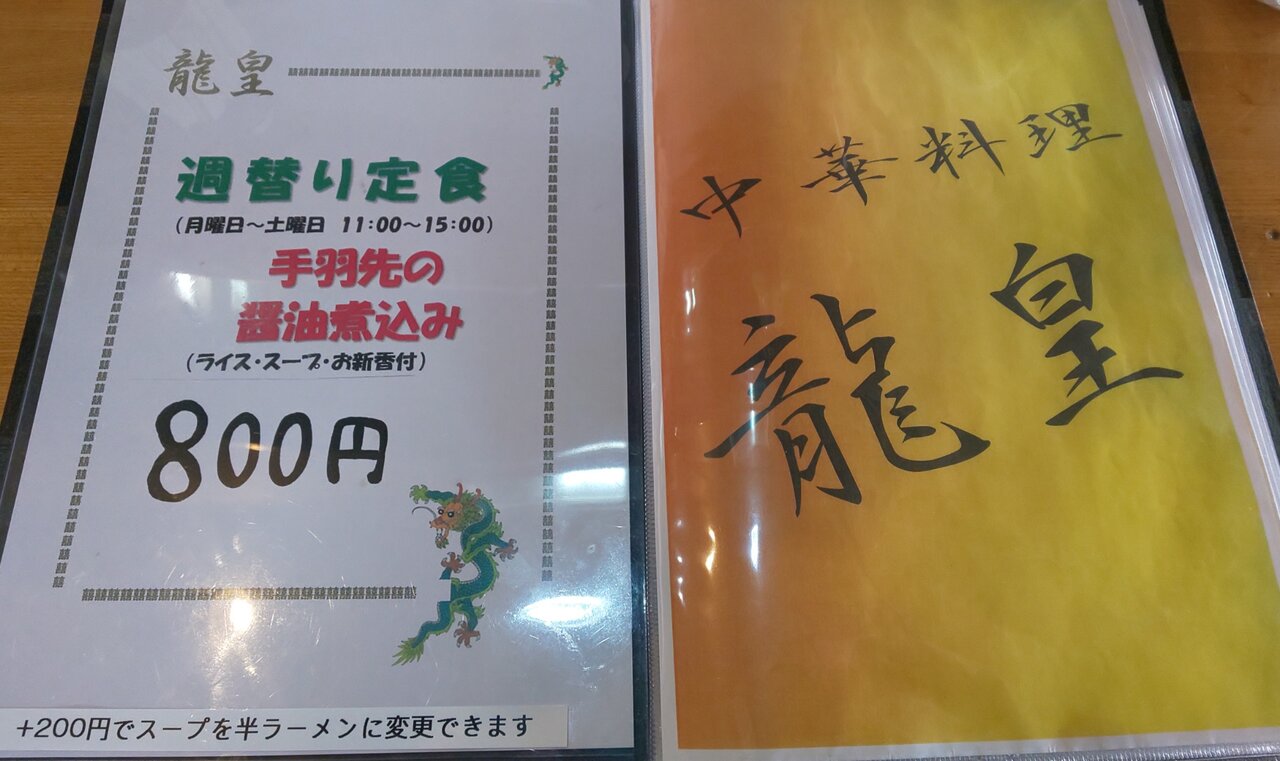 龍皇
週替り定食
(月曜日～土曜日 11:00～15:00)
手羽先の
醤油煮込み
(ライス・スープ・お新香付)
800円
+200円でスープを半ラーメンに変更できます
中華料理
龍皇